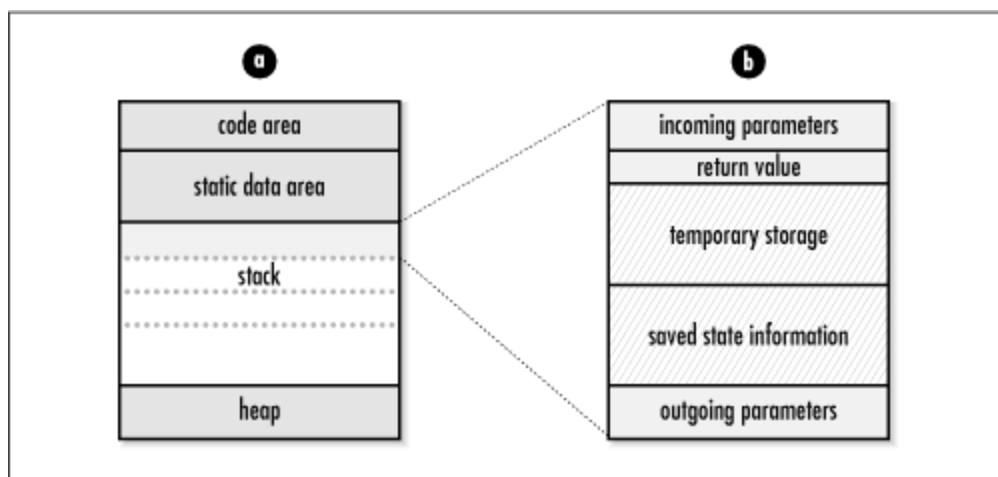 a
code area
static data area
stack
heap
b
incoming parameters
return value
temporary storage
saved state information
outgoing parameters